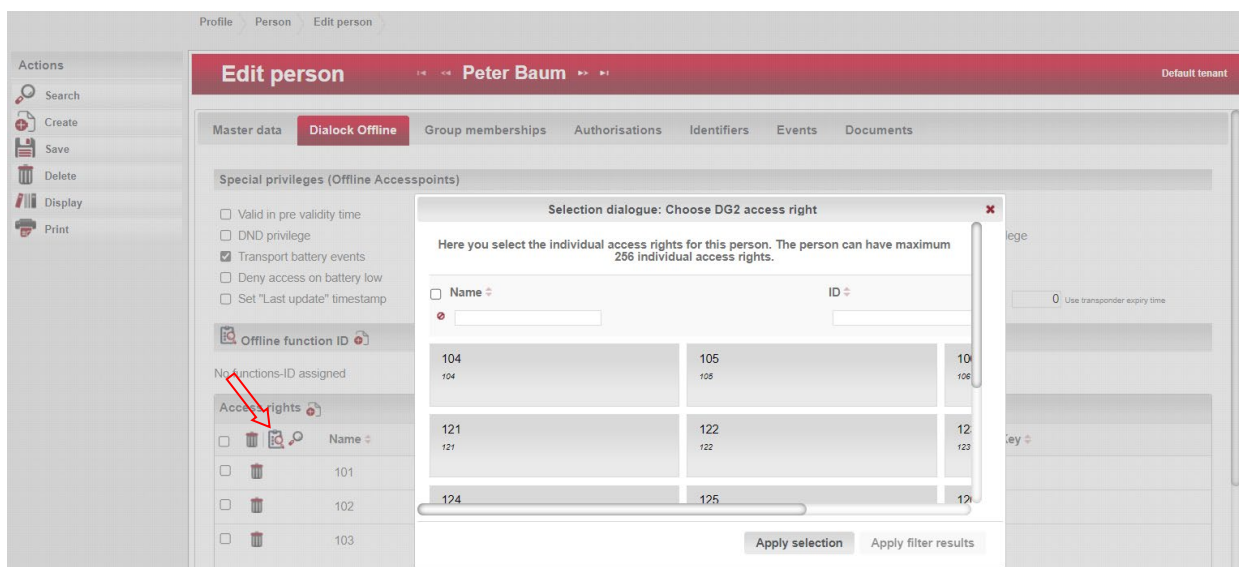 Profile Person Edit person
Actions
Search
Create
Save
Delete
Display
Print
Edit person Peter Baum Default tenant
Master data Dialock Offline Group memberships Authorisations Identifiers Events Documents
Special privileges (Offline Accesspoints)
Valid in pre validity time
DND privilege
Transport battery events
Deny access on battery low
Set "Last update" timestamp
lege
0 Use transponder expiry time
Offline function ID
No functions-ID assigned
Access rights
Name
101
102
103
Key
Selection dialogue: Choose DG2 access right
Here you select the individual access rights for this person. The person can have maximum
256 individual access rights.
Name ID
104 105
104 105 106
121 122 123
121 122 123
124 125
Apply selection Apply filter results